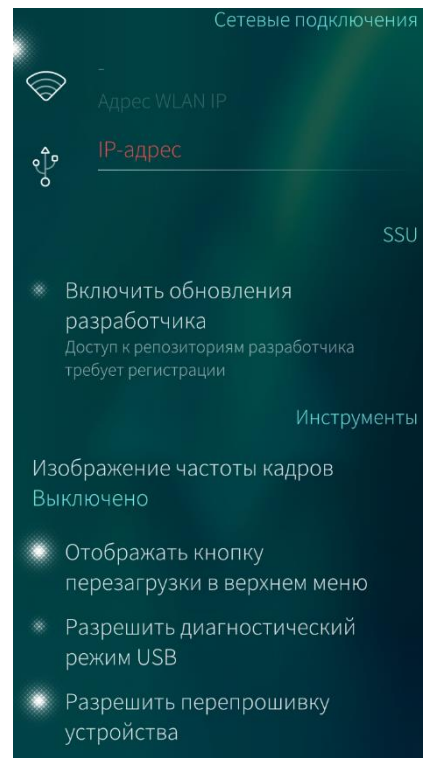 Сетевые подключения
-
Адрес WLAN IP
IP-адрес
SSU
Включить обновления
разработчика
Доступ к репозиториям разработчика
требует регистрации
Инструменты
Изображение частоты кадров
Выключено
Отображать кнопку
перезагрузки в верхнем меню
Разрешить диагностический
режим USB
Разрешить перепрошивку
устройства